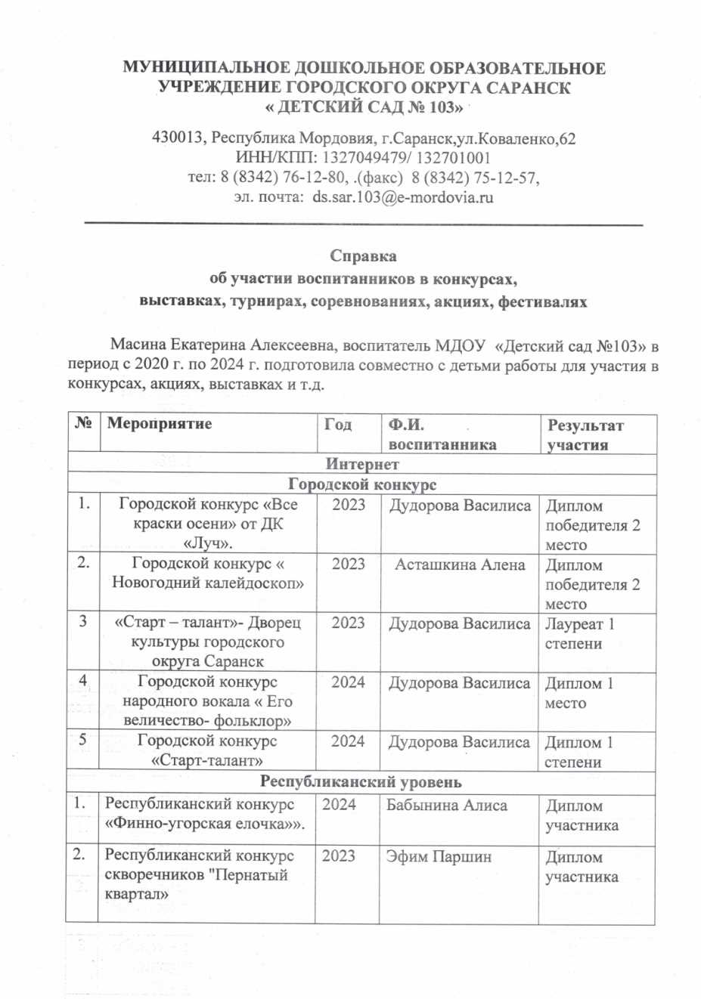 МУНИЦИПАЛЬНОЕ ДОШКОЛЬНОЕ ОБРАЗОВАТЕЛЬНОЕ
УЧРЕЖДЕНИЕ ГОРОДСКОГО ОКРУГА САРАНСК
« ДЕТСКИЙ САД № 103»
430013, Республика Мордовия, г.Саранск,ул.Коваленко,62
ИНН/КПП: 1327049479/ 132701001
тел: 8 (8342) 76-12-80, .(факс) 8 (8342) 75-12-57,
эл. почта: ds.sar.103@e-mordovia.ru
Справка
об участии воспитанников в конкурсах,
выставках, турнирах, соревнованиях, акциях, фестивалях
Масина Екатерина Алексеевна, воспитатель МДОУ «Детский сад №103» в
период с 2020 г. по 2024 г. подготовила совместно с детьми работы для участия в
конкурсах, акциях, выставках и т.д.
№ Мероприятие Год Ф.И. Результат
воспитанника участия
Интернет
Городской конкурс
1. Городской конкурс «Все 2023 Дудорова Василиса Диплом
краски осени» от ДК победителя 2
«Луч». место
2. Городской конкурс « 2023 Асташкина Алена Диплом
Новогодний калейдоскоп» победителя 2
место
3 «Старт – талант»- Дворец 2023 Дудорова Василиса Лауреат 1
культуры городского степени
округа Саранск
4 Городской конкурс 2024 Дудорова Василиса Диплом 1
народного вокала « Его место
величество- фольклор»
5 Городской конкурс 2024 Дудорова Василиса Диплом 1
«Старт-талант» степени
Республиканский уровень
1. Республиканский конкурс 2024 Бабынина Алиса Диплом
«Финно-угорская елочка»». участника
2. Республиканский конкурс 2023 Эфим Паршин Диплом
скворечников "Пернатый участника
квартал»